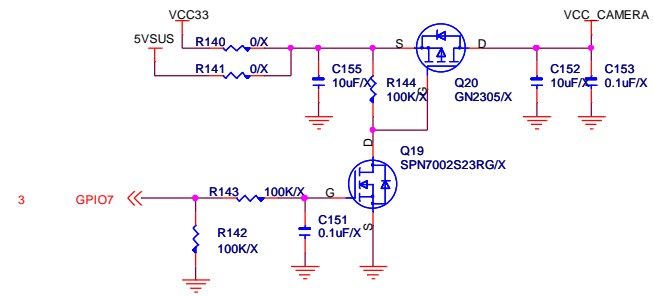 VCC33
VCC_CAMERA
5VSUS
R140
0/X
S
D
R141
0/X
C155
10uF/X
R144
100K/X
G
Q20
GN2305/X
C152
10uF/X
C153
0.1uF/X
D
Q19
SPN7002S23RG/X
3
GPIO7
R143
100K/X
G
S
C151
0.1uF/X
R142
100K/X